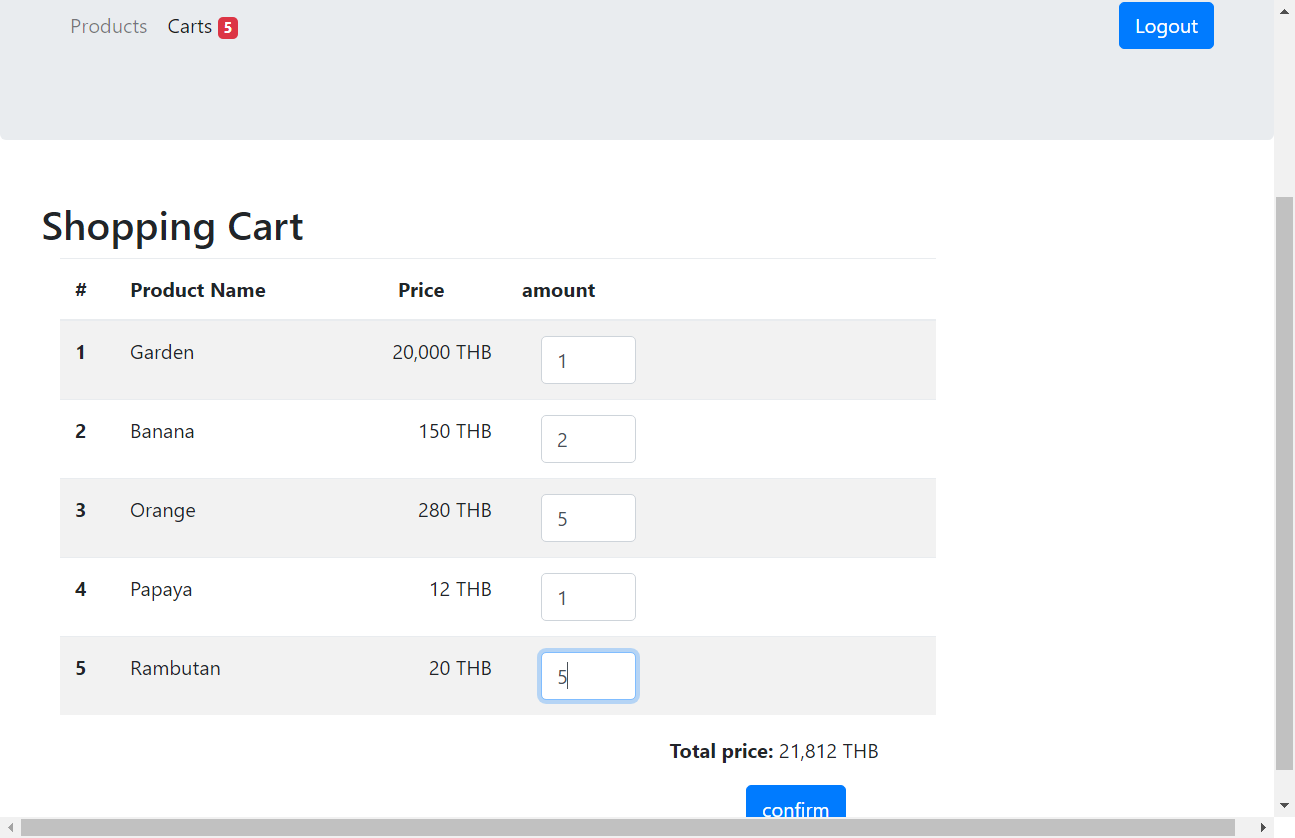 Products Carts 5 Logout
Shopping Cart
# Product Name Price amount
1 Garden 20,000 THB 1
2 Banana 150 THB 2
3 Orange 280 THB 5
4 Papaya 12 THB 1
5 Rambutan 20 THB 5
Total price: 21,812 THB
confirm